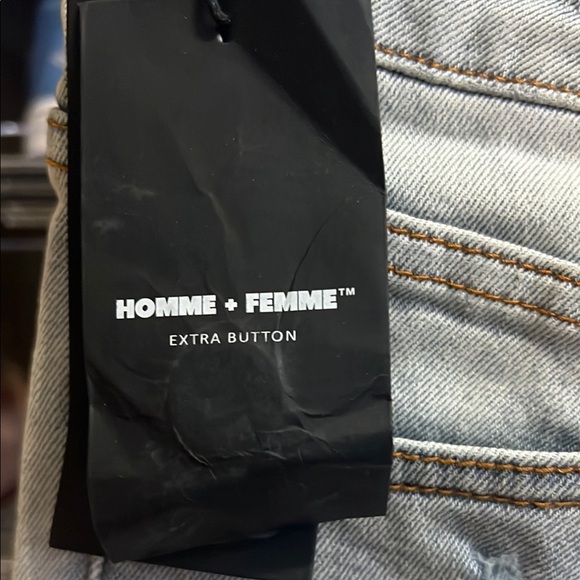 HOMME + FEMME™
EXTRA BUTTON